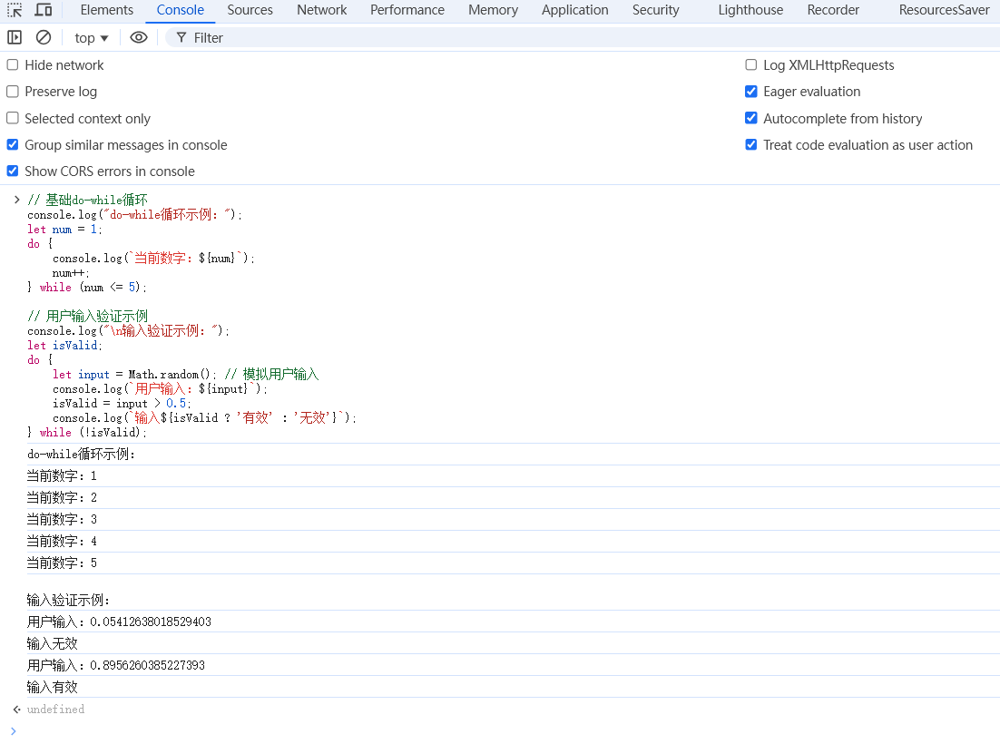 Elements Console Sources Network Performance Memory Application Security Lighthouse Recorder ResourcesSaver
top Filter
Hide network Log XMLHttpRequests
Preserve log Eager evaluation
Selected context only Autocomplete from history
Group similar messages in console Treat code evaluation as user action
Show CORS errors in console
// 基础do-while循环
console.log("do-while循环示例：");
let num = 1;
do {
    console.log(`当前数字：${num}`);
    num++;
} while (num <= 5);

// 用户输入验证示例
console.log("\n输入验证示例：");
let isValid;
do {
    let input = Math.random(); // 模拟用户输入
    console.log(`用户输入：${input}`);
    isValid = input > 0.5;
    console.log(`输入${isValid ? '有效' : '无效'}`);
} while (!isValid);
do-while循环示例：
当前数字：1
当前数字：2
当前数字：3
当前数字：4
当前数字：5

输入验证示例：
用户输入：0.05412638018529403
输入无效
用户输入：0.8956260385227393
输入有效
undefined